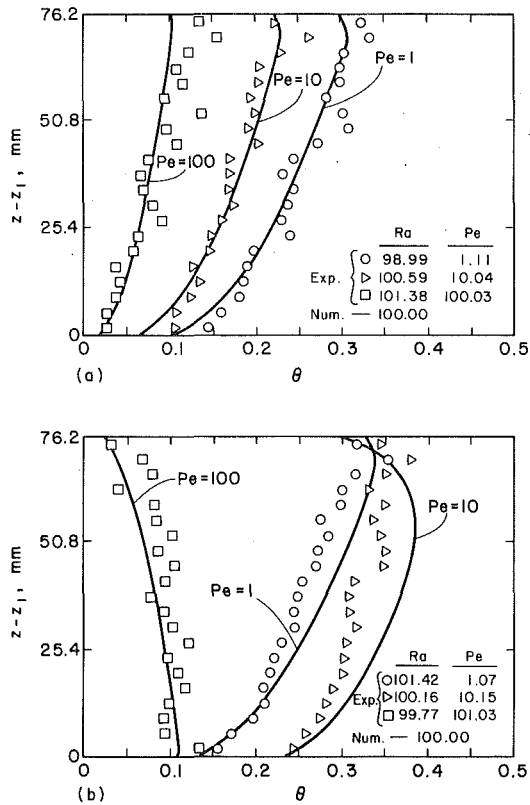 76.2
50.8
25.4
0
z – z₁, mm
Pe=100
Pe=10
Pe=1
Ra Pe
Exp.
○ 98.99 1.11
▷ 100.59 10.04
□ 101.38 100.03
Num. — 100.00
0 0.1 0.2 0.3 0.4 0.5
(a) θ
76.2
50.8
25.4
0
z – z₁, mm
Pe=100
Pe=10
Pe=1
Ra Pe
Exp.
○ 101.42 1.07
▷ 100.16 10.15
□ 99.77 101.03
Num. — 100.00
0 0.1 0.2 0.3 0.4 0.5
(b) θ